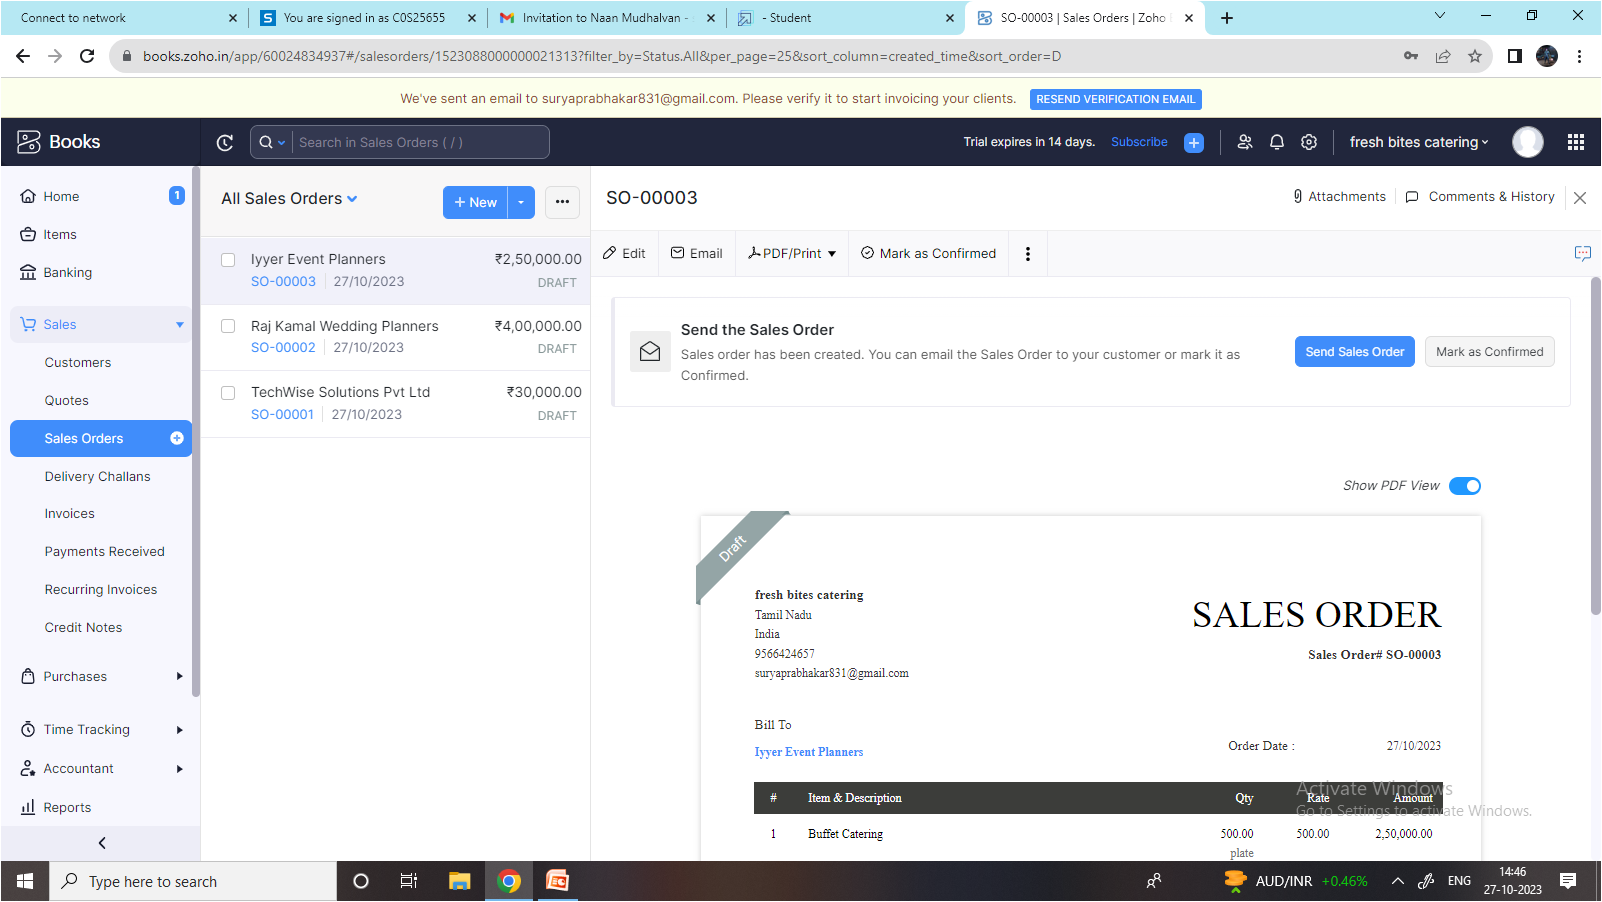 Connect to network
You are signed in as C0S25655
Invitation to Naan Mudhalvan -
- Student
SO-00003 | Sales Orders | Zoho
books.zoho.in/app/60024834937#/salesorders/1523088000000021313?filter_by=Status.All&per_page=25&sort_column=created_time&sort_order=D
We've sent an email to suryaprabhakar831@gmail.com. Please verify it to start invoicing your clients.
RESEND VERIFICATION EMAIL
Books
Search in Sales Orders ( / )
Trial expires in 14 days.
Subscribe
fresh bites catering
Home
1
Items
Banking
Sales
Customers
Quotes
Sales Orders
Delivery Challans
Invoices
Payments Received
Recurring Invoices
Credit Notes
Purchases
Time Tracking
Accountant
Reports
All Sales Orders
+ New
Iyyer Event Planners ₹2,50,000.00
SO-00003 27/10/2023 DRAFT
Raj Kamal Wedding Planners ₹4,00,000.00
SO-00002 27/10/2023 DRAFT
TechWise Solutions Pvt Ltd ₹30,000.00
SO-00001 27/10/2023 DRAFT
SO-00003
Attachments
Comments & History
Edit
Email
PDF/Print
Mark as Confirmed
Send the Sales Order
Sales order has been created. You can email the Sales Order to your customer or mark it as
Confirmed.
Send Sales Order
Mark as Confirmed
Show PDF View
Draft
fresh bites catering
Tamil Nadu
India
9566424657
suryaprabhakar831@gmail.com
SALES ORDER
Sales Order# SO-00003
Bill To
Iyyer Event Planners
Order Date : 27/10/2023
# Item & Description Qty Rate Amount
1 Buffet Catering 500.00 500.00 2,50,000.00
plate
Activate Windows
Go to Settings to activate Windows.
Type here to search
AUD/INR +0.46%
ENG
14:46
27-10-2023